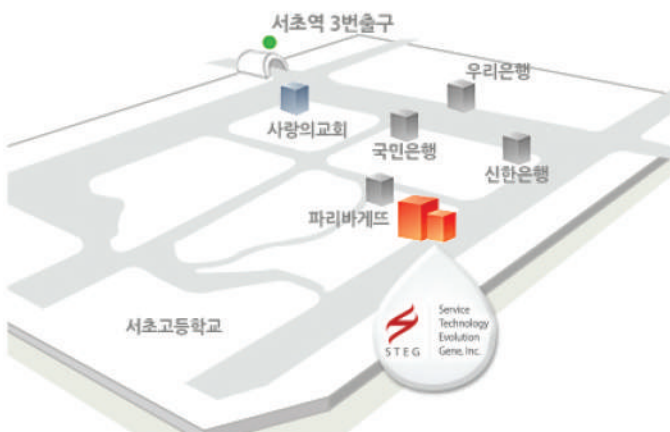 서초역 3번출구
우리은행
사랑의교회
국민은행
신한은행
파리바게뜨
서초고등학교
STEG
Service
Technology
Evolution
Gene, Inc.